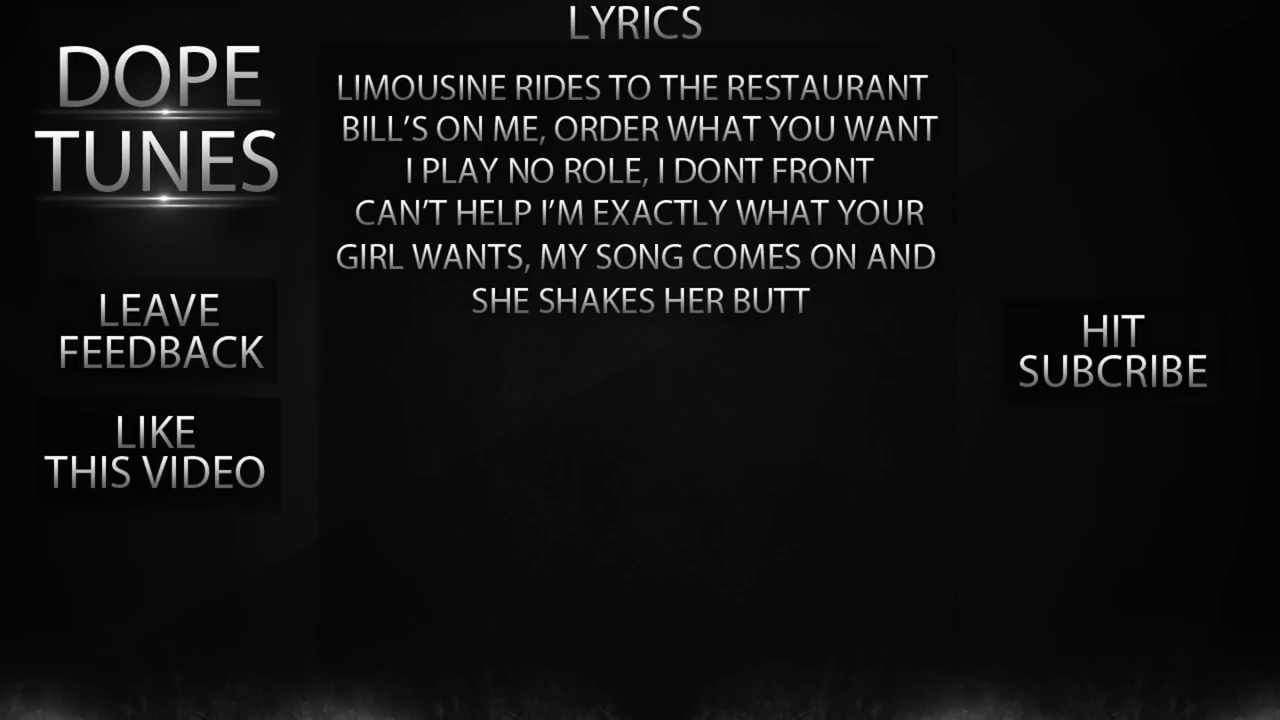 DOPE
TUNES
LEAVE
FEEDBACK
LIKE
THIS VIDEO
LYRICS
LIMOUSINE RIDES TO THE RESTAURANT
BILL'S ON ME, ORDER WHAT YOU WANT
I PLAY NO ROLE, I DONT FRONT
CAN'T HELP I'M EXACTLY WHAT YOUR
GIRL WANTS, MY SONG COMES ON AND
SHE SHAKES HER BUTT
HIT
SUBCRIBE